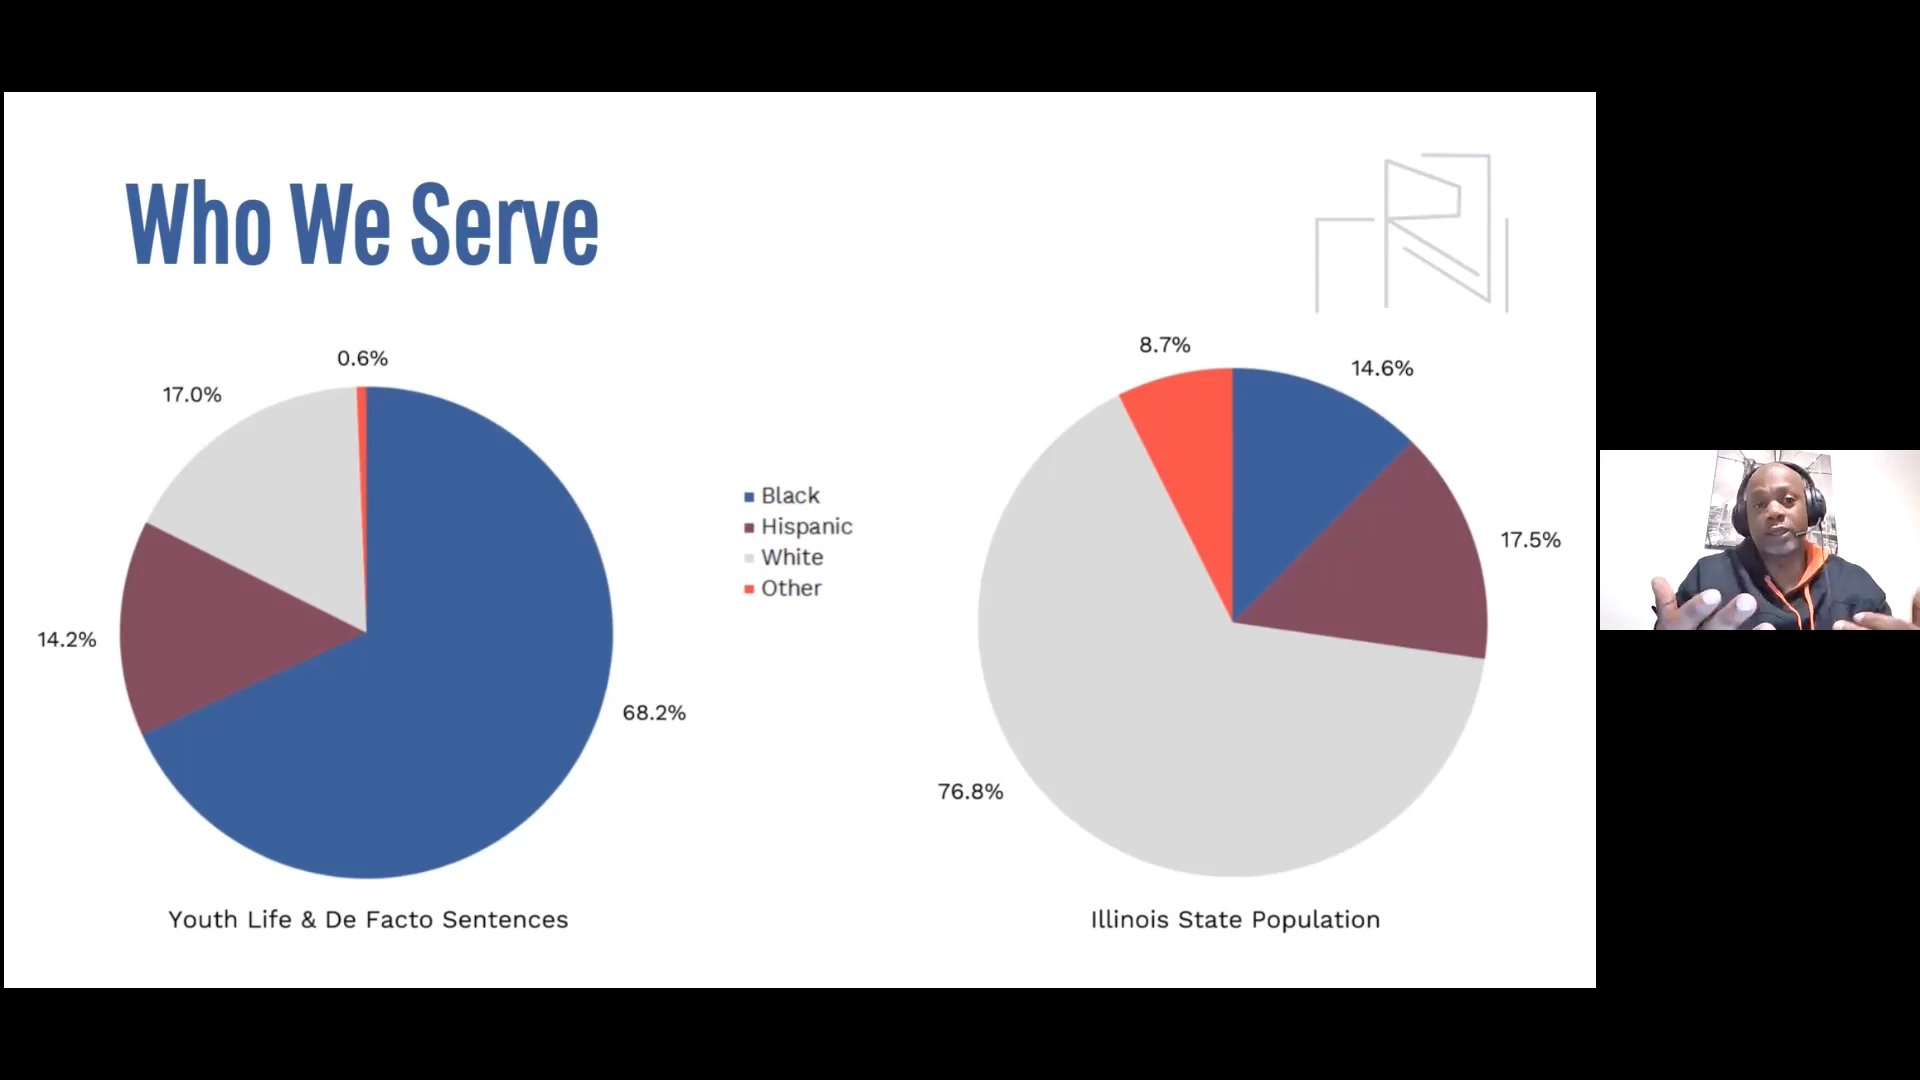 Who We Serve
0.6%
17.0%
14.2%
68.2%
Youth Life & De Facto Sentences
Black
Hispanic
White
Other
8.7%
14.6%
17.5%
76.8%
Illinois State Population